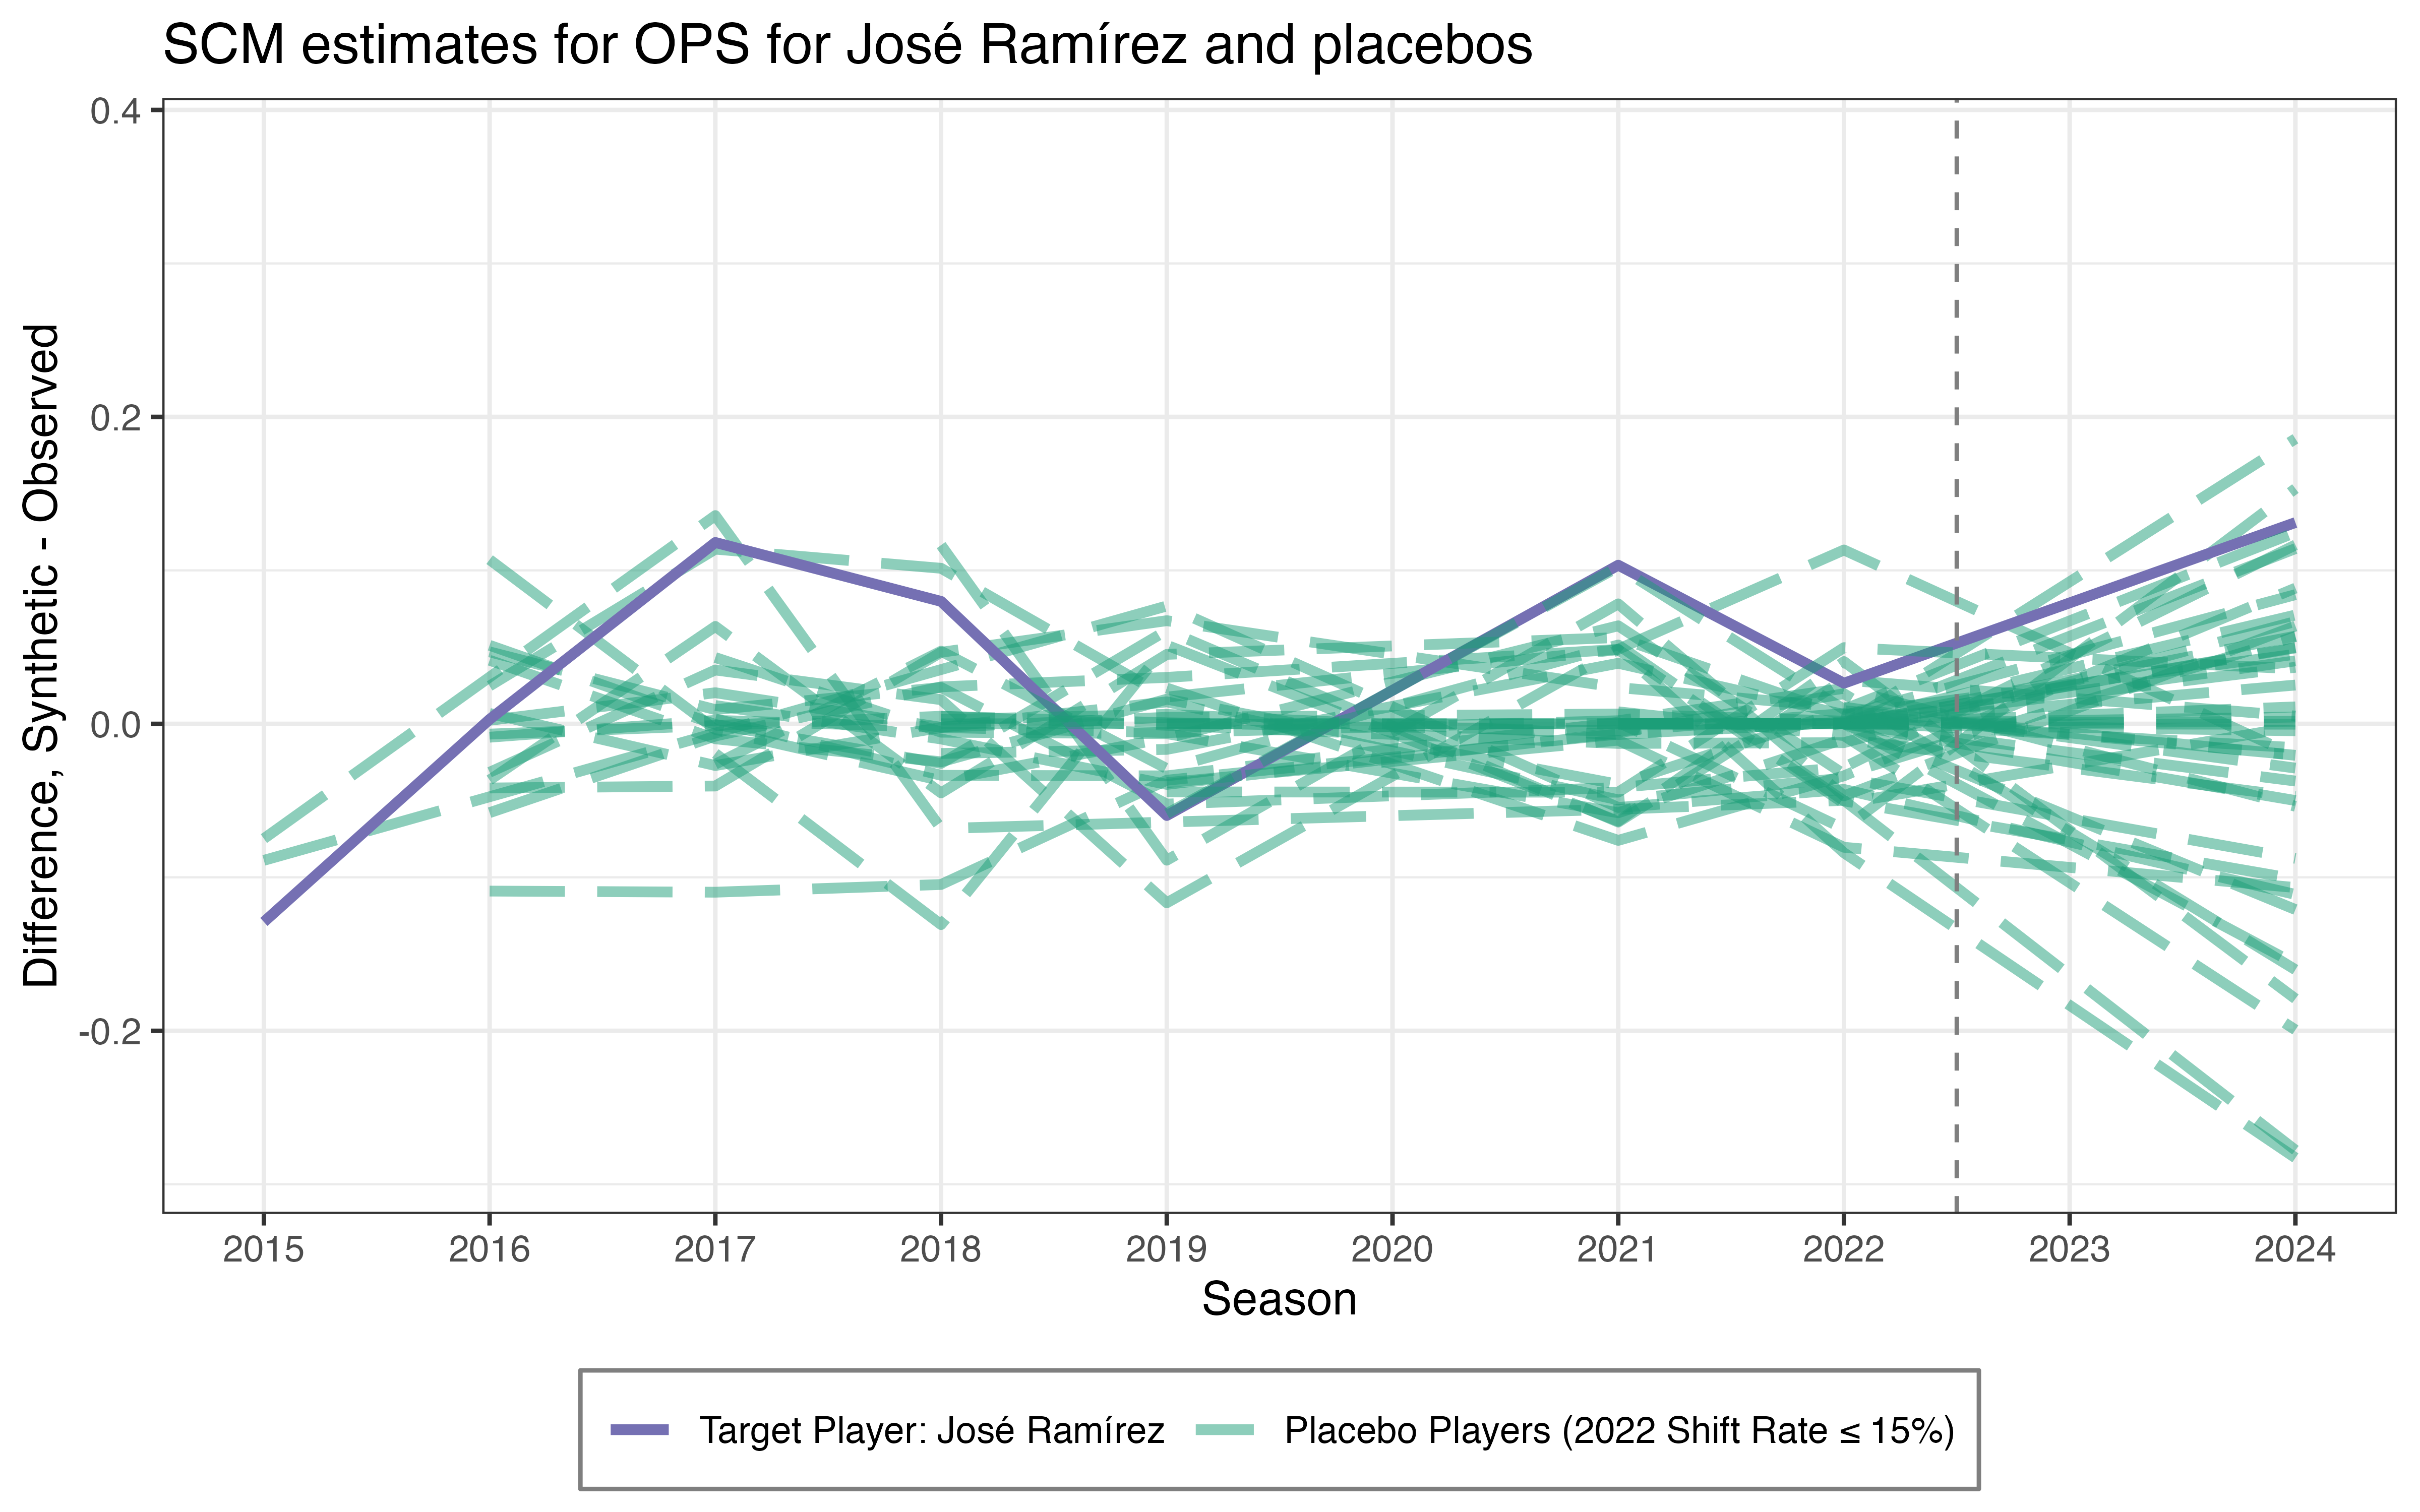 SCM estimates for OPS for José Ramírez and placebos
Difference, Synthetic - Observed
0.4
0.2
0.0
-0.2
2015 2016 2017 2018 2019 2020 2021 2022 2023 2024
Season
Target Player: José Ramírez Placebo Players (2022 Shift Rate ≤ 15%)